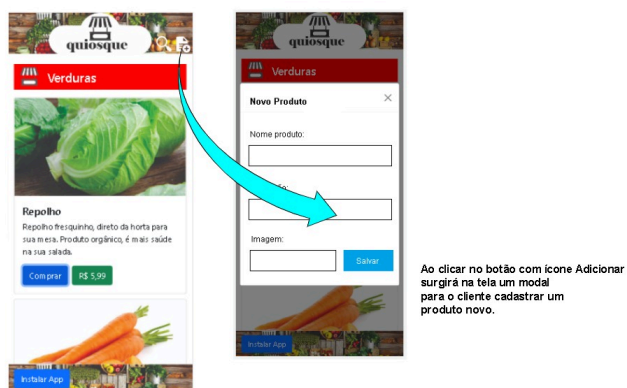 quiosque
Verduras
Repolho
Repolho fresquinho, direto da horta para
sua mesa. Produto orgânico, é mais saúde
na sua salada.
Comprar
R$ 5,99
Instalar App
quiosque
Verduras
Novo Produto
×
Nome produto:
Imagem:
Salvar
Instalar App
Ao clicar no botão com ícone Adicionar
surgirá na tela um modal
para o cliente cadastrar um
produto novo.